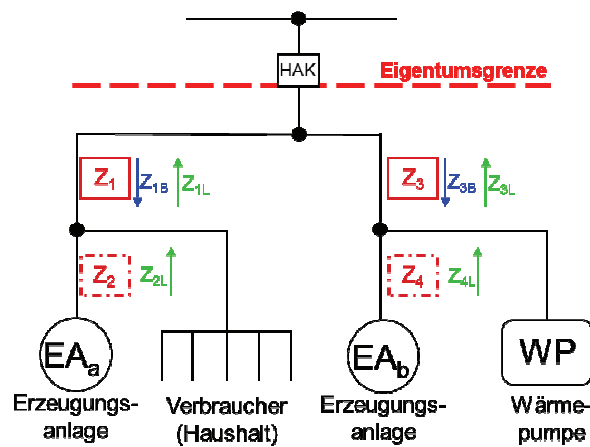 HAK
Eigentumsgrenze
Z1 Z1B Z1L
Z3 Z3B Z3L
Z2 Z2L
Z4 Z4L
EAa
EAb
WP
Erzeugungs-
anlage
Verbraucher
(Haushalt)
Erzeugungs-
anlage
Wärme-
pumpe